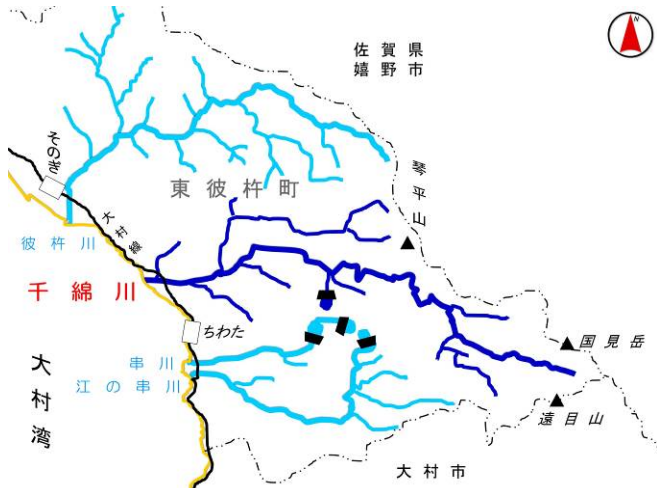 N
佐賀県
嬉野市
そのぎ
琴平山
東彼杵町
大村線
彼杵川
千綿川
ちわた
国見岳
大村湾
串川
江の串川
遠目山
大村市